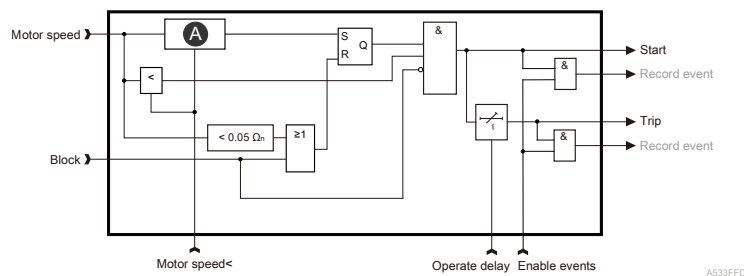 Motor speed
A
S
R
Q
&
Start
<
&
Record event
< 0.05 Ωn
≥1
t
Trip
&
Record event
Block
Motor speed<
Operate delay
Enable events
A533FFD